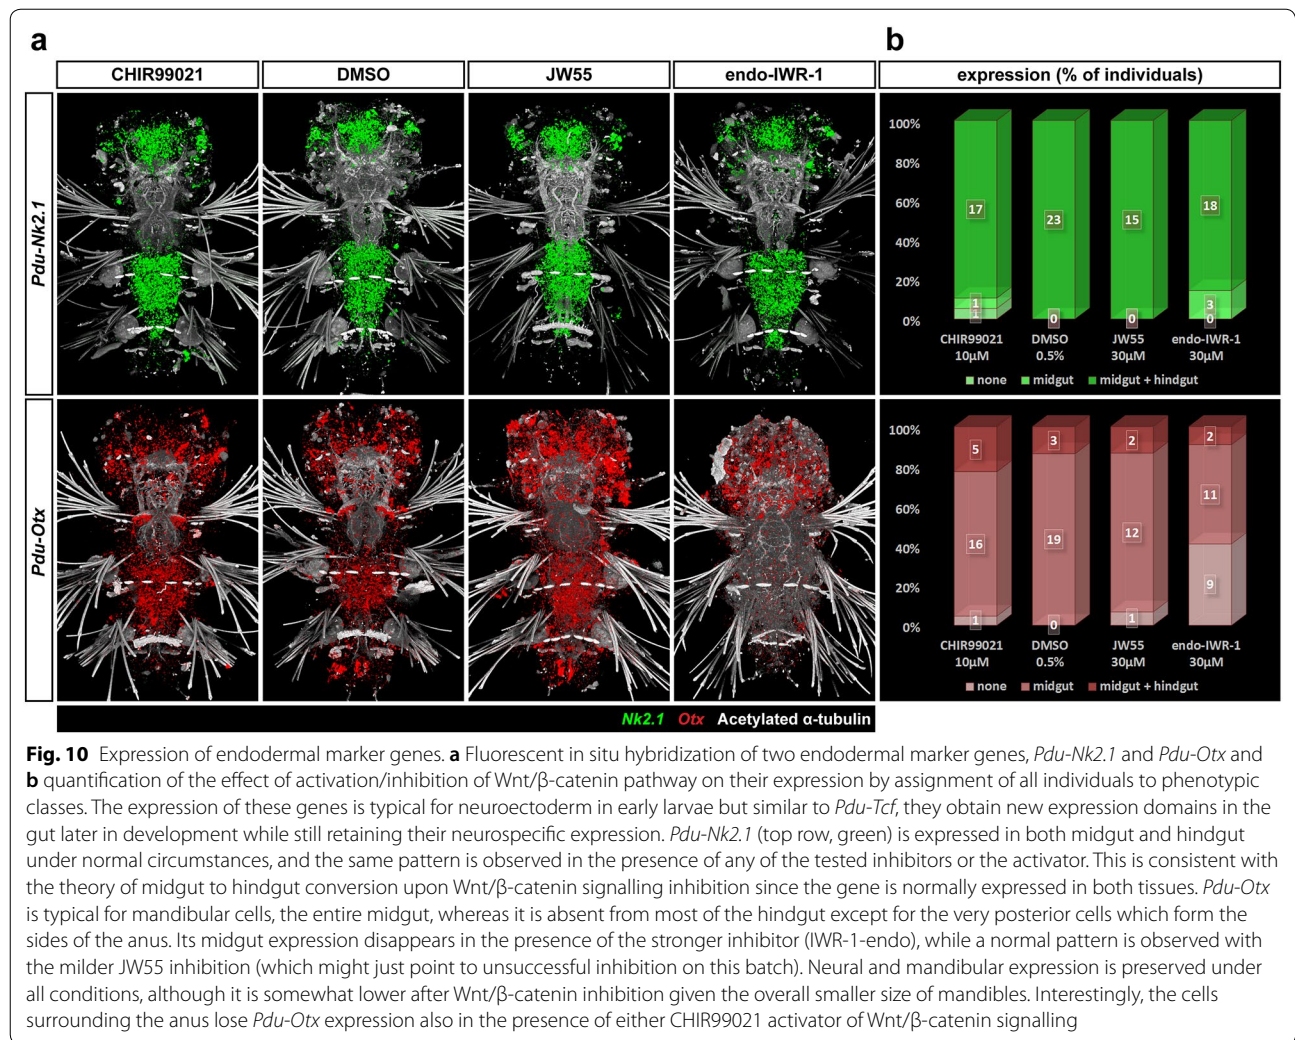 a
b
CHIR99021 DMSO JW55 endo-IWR-1 expression (% of individuals)
Pdu-Nk2.1
100%
80%
60%
40%
20%
0%
17 23 15 18
1 3
1 0 0 0
CHIR99021 DMSO JW55 endo-IWR-1
10µM 0.5% 30µM 30µM
none midgut midgut + hindgut
Pdu-Otx
100%
80%
60%
40%
20%
0%
5 3 2 2
16 19 12 11
1 0 1 9
CHIR99021 DMSO JW55 endo-IWR-1
10µM 0.5% 30µM 30µM
none midgut midgut + hindgut
Nk2.1 Otx Acetylated α-tubulin
Fig. 10 Expression of endodermal marker genes. a Fluorescent in situ hybridization of two endodermal marker genes, Pdu-Nk2.1 and Pdu-Otx and
b quantification of the effect of activation/inhibition of Wnt/β-catenin pathway on their expression by assignment of all individuals to phenotypic
classes. The expression of these genes is typical for neuroectoderm in early larvae but similar to Pdu-Tcf, they obtain new expression domains in the
gut later in development while still retaining their neurospecific expression. Pdu-Nk2.1 (top row, green) is expressed in both midgut and hindgut
under normal circumstances, and the same pattern is observed in the presence of any of the tested inhibitors or the activator. This is consistent with
the theory of midgut to hindgut conversion upon Wnt/β-catenin signalling inhibition since the gene is normally expressed in both tissues. Pdu-Otx
is typical for mandibular cells, the entire midgut, whereas it is absent from most of the hindgut except for the very posterior cells which form the
sides of the anus. Its midgut expression disappears in the presence of the stronger inhibitor (IWR-1-endo), while a normal pattern is observed with
the milder JW55 inhibition (which might just point to unsuccessful inhibition on this batch). Neural and mandibular expression is preserved under
all conditions, although it is somewhat lower after Wnt/β-catenin inhibition given the overall smaller size of mandibles. Interestingly, the cells
surrounding the anus lose Pdu-Otx expression also in the presence of either CHIR99021 activator of Wnt/β-catenin signalling